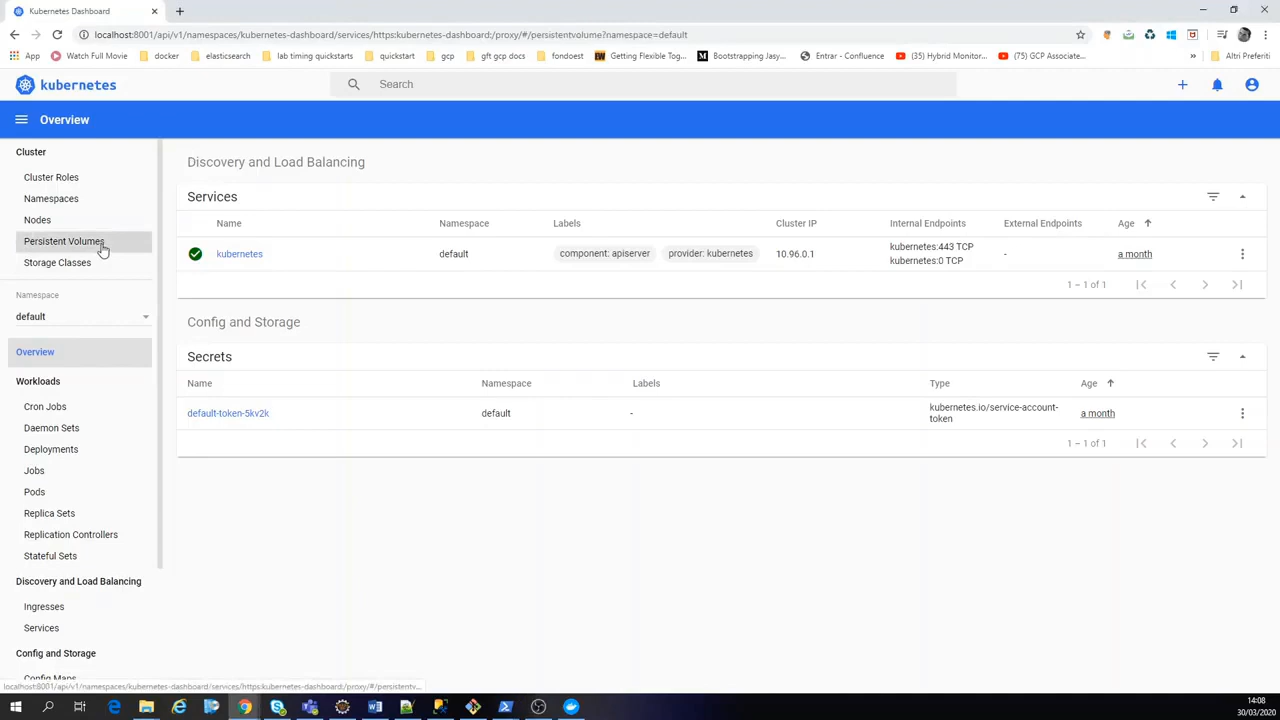 Kubernetes Dashboard
localhost:8001/api/v1/namespaces/kubernetes-dashboard/services/https:kubernetes-dashboard:/proxy/#/persistentvolume?namespace=default
App Watch Full Movie docker elasticsearch lab timing quickstarts quickstart gcp gft gcp docs fondoest Getting Flexible Tog... Bootstrapping Jasy... Entrar - Confluence (35) Hybrid Monitor... (75) GCP Associate... » Altri Preferiti
kubernetes
Search
Overview
Cluster
Cluster Roles
Namespaces
Nodes
Persistent Volumes
Storage Classes
Namespace
default
Overview
Workloads
Cron Jobs
Daemon Sets
Deployments
Jobs
Pods
Replica Sets
Replication Controllers
Stateful Sets
Discovery and Load Balancing
Ingresses
Services
Config and Storage
Config Maps
Discovery and Load Balancing
Services
Name Namespace Labels Cluster IP Internal Endpoints External Endpoints Age
kubernetes default component: apiserver provider: kubernetes 10.96.0.1 kubernetes:443 TCP - a month
kubernetes:0 TCP
1 – 1 of 1
Config and Storage
Secrets
Name Namespace Labels Type Age
default-token-5kv2k default - kubernetes.io/service-account- a month
token
1 – 1 of 1
localhost:8001/api/v1/namespaces/kubernetes-dashboard/services/https:kubernetes-dashboard:/proxy/#/persistentv...
14:08
30/03/2020